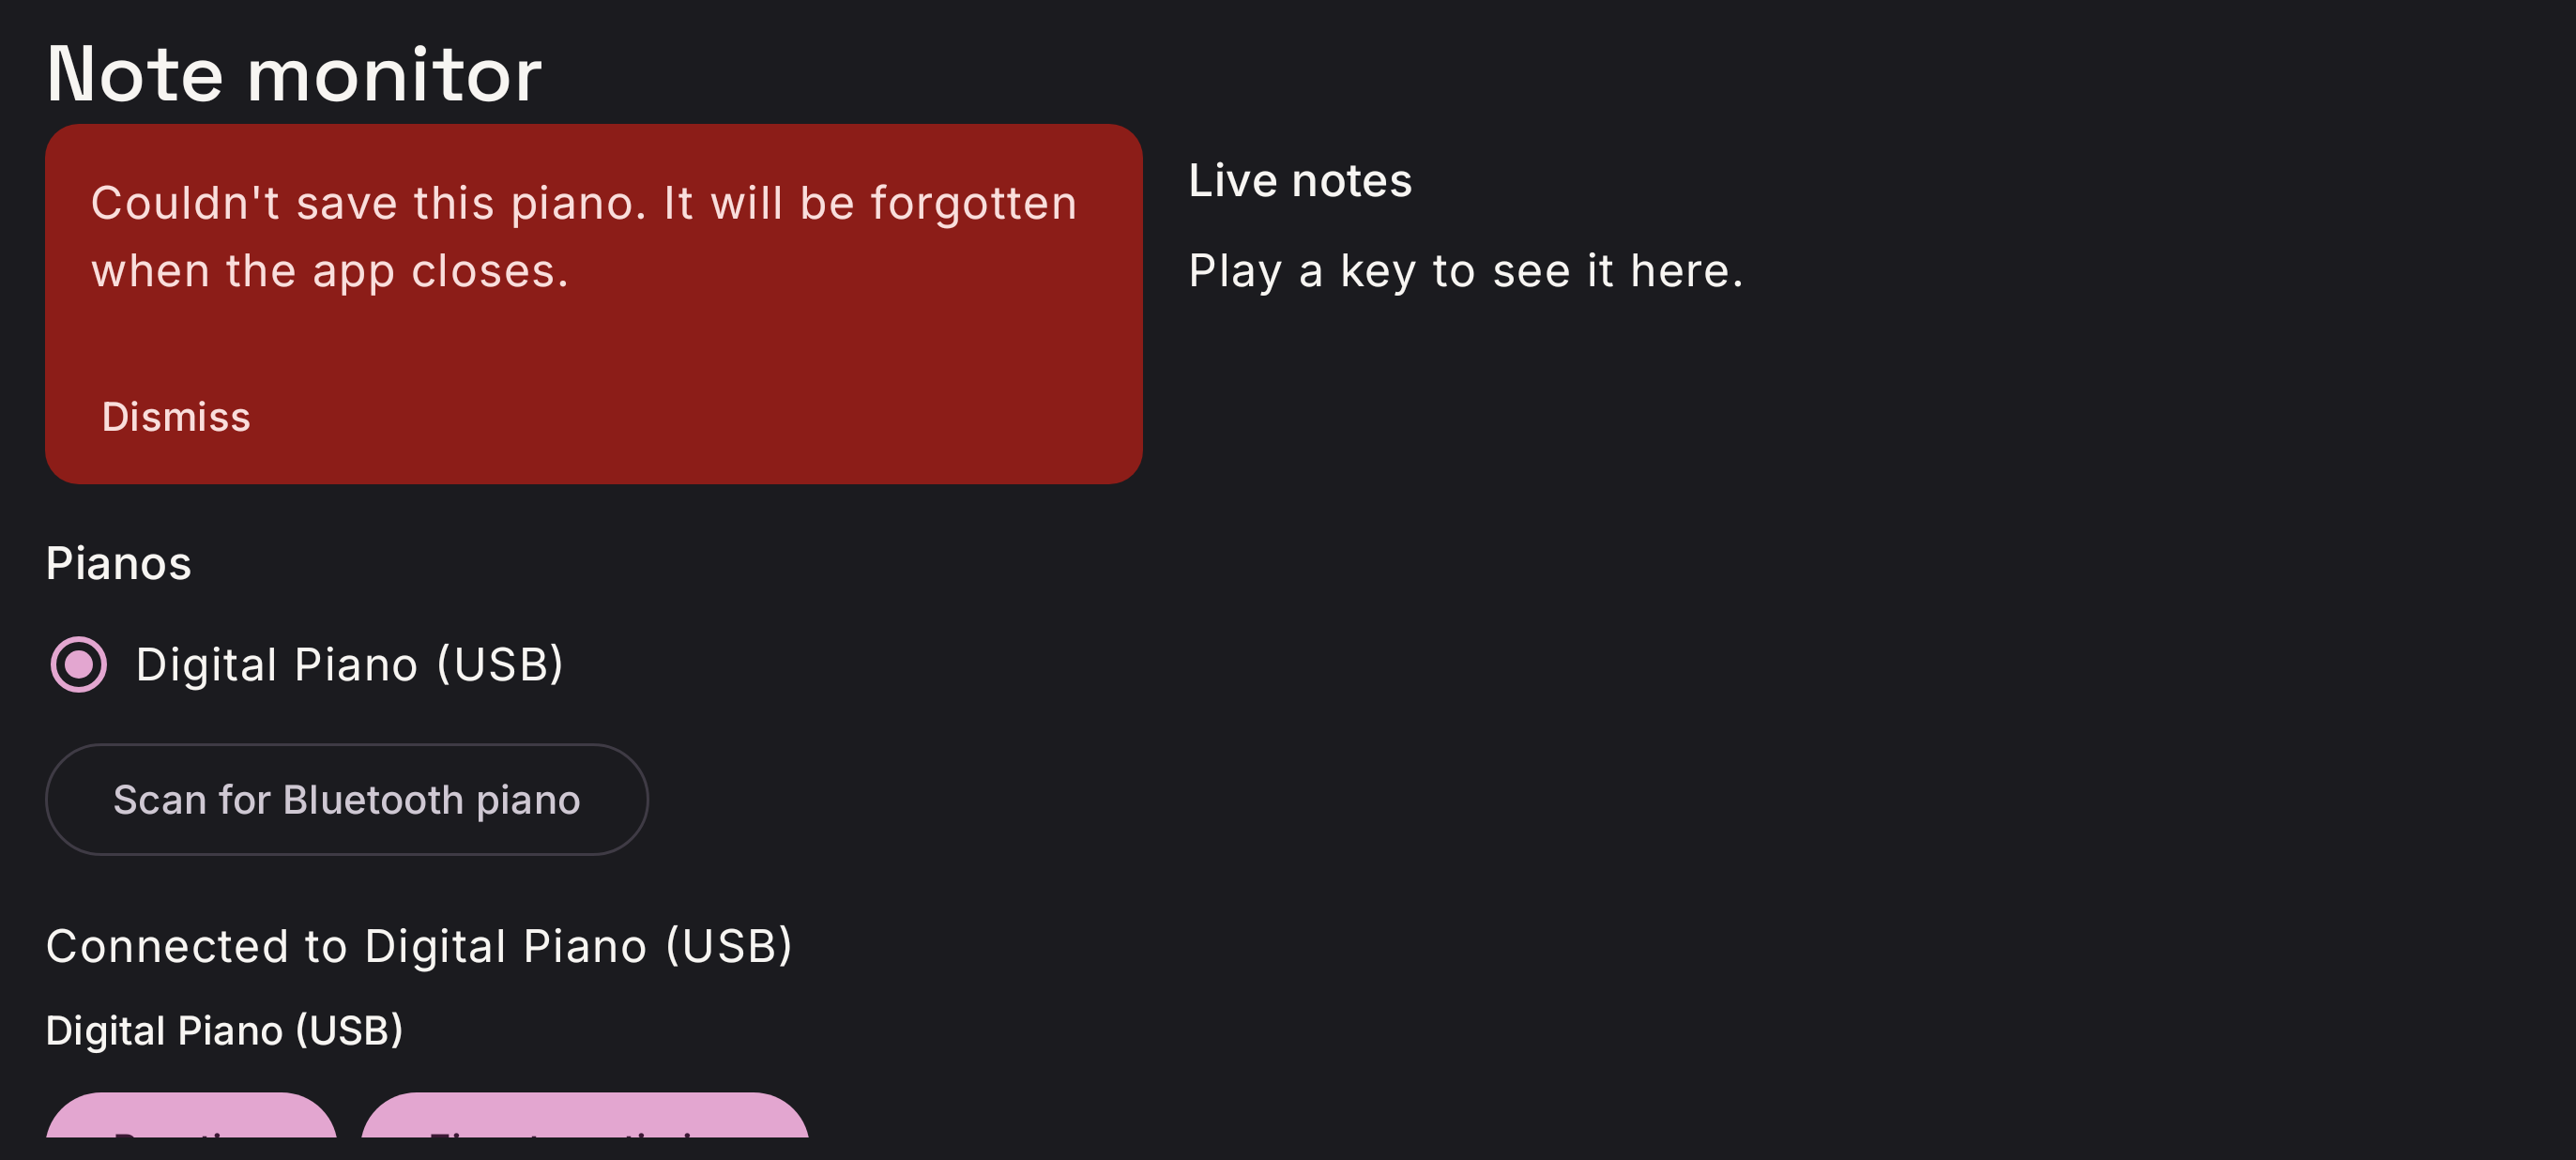 Note monitor
Couldn't save this piano. It will be forgotten
when the app closes.
Dismiss
Pianos
Digital Piano (USB)
Scan for Bluetooth piano
Connected to Digital Piano (USB)
Digital Piano (USB)
Live notes
Play a key to see it here.